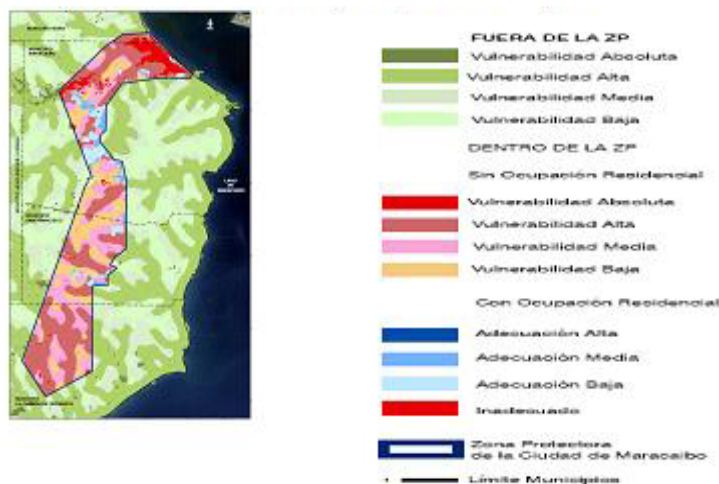 FUERA DE LA ZP
Vulnerabilidad Absoluta
Vulnerabilidad Alta
Vulnerabilidad Media
Vulnerabilidad Baja
DENTRO DE LA ZP
Sin Ocupación Residencial
Vulnerabilidad Absoluta
Vulnerabilidad Alta
Vulnerabilidad Media
Vulnerabilidad Baja
Con Ocupación Residencial
Adecuación Alta
Adecuación Media
Adecuación Baja
Inadecuado
Zona Protectora
de la Ciudad de Maracaibo
Límite Municipios